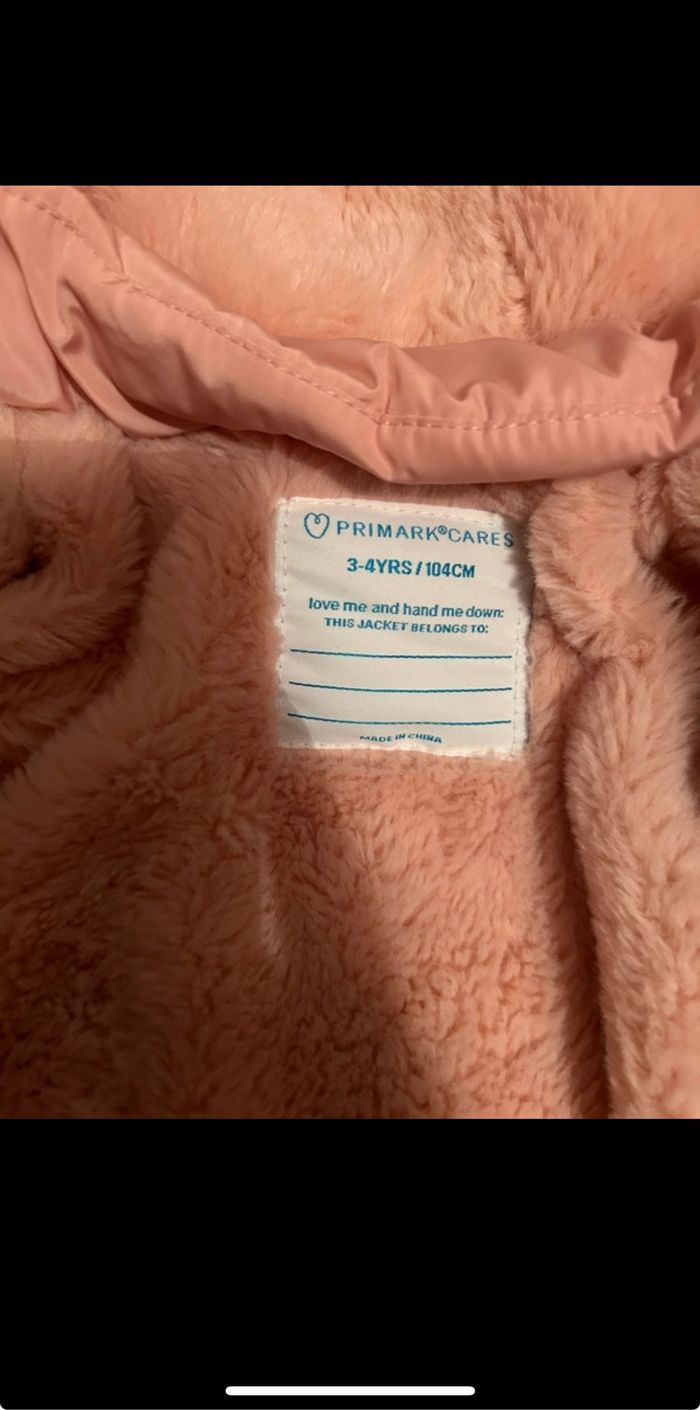 PRIMARK®CARES
3-4YRS / 104CM
love me and hand me down:
THIS JACKET BELONGS TO:
MADE IN CHINA